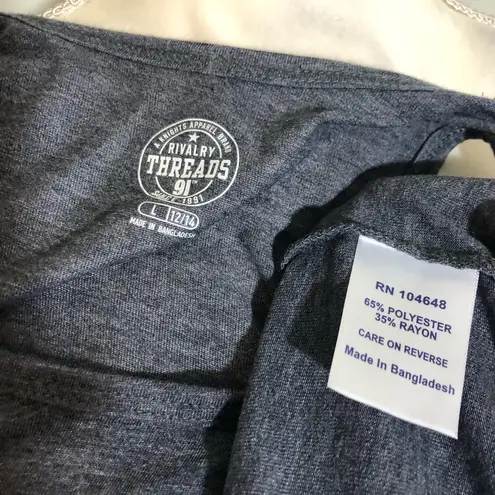 A KNIGHTS APPAREL BRAND
RIVALRY
THREADS
91
SINCE 1991
L 12/14
MADE IN BANGLADESH
RN 104648
65% POLYESTER
35% RAYON
CARE ON REVERSE
Made In Bangladesh